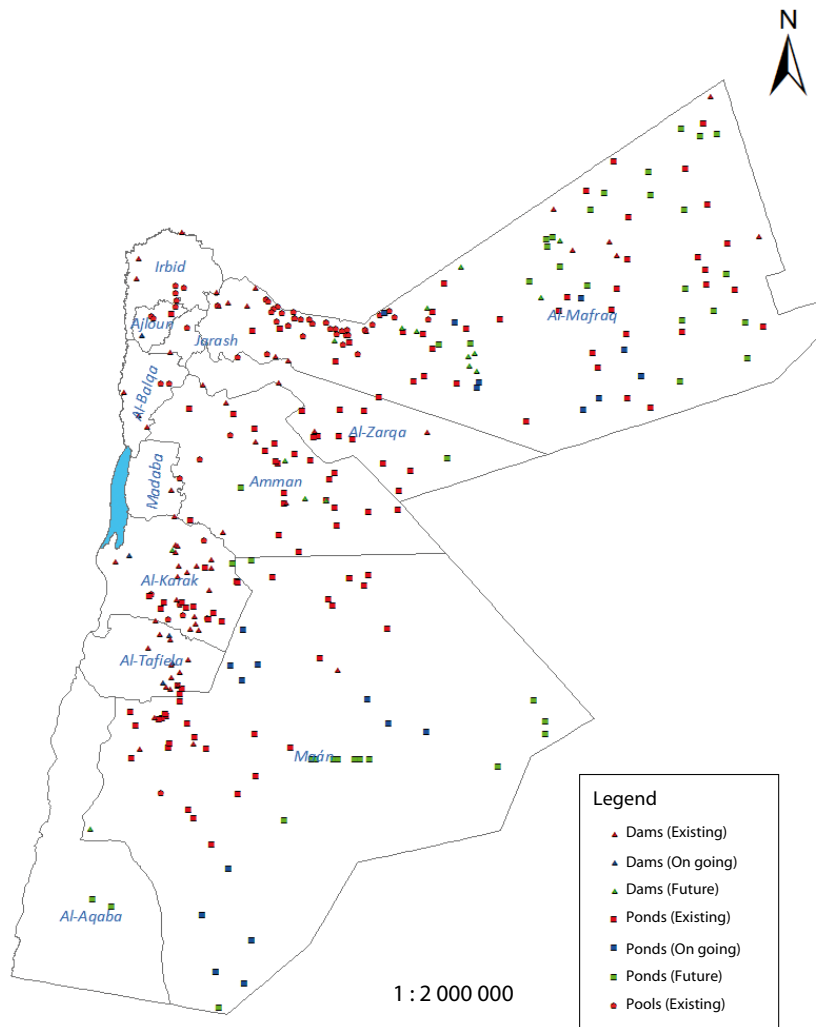 N
Irbid
Ajloun
Jarash
Al-Mafraq
Al-Balqa
Al-Zarqa
Madaba
Amman
Al-Karak
Al-Tafiela
Maán
Al-Aqaba
Legend
Dams (Existing)
Dams (On going)
Dams (Future)
Ponds (Existing)
Ponds (On going)
Ponds (Future)
Pools (Existing)
1 : 2 000 000